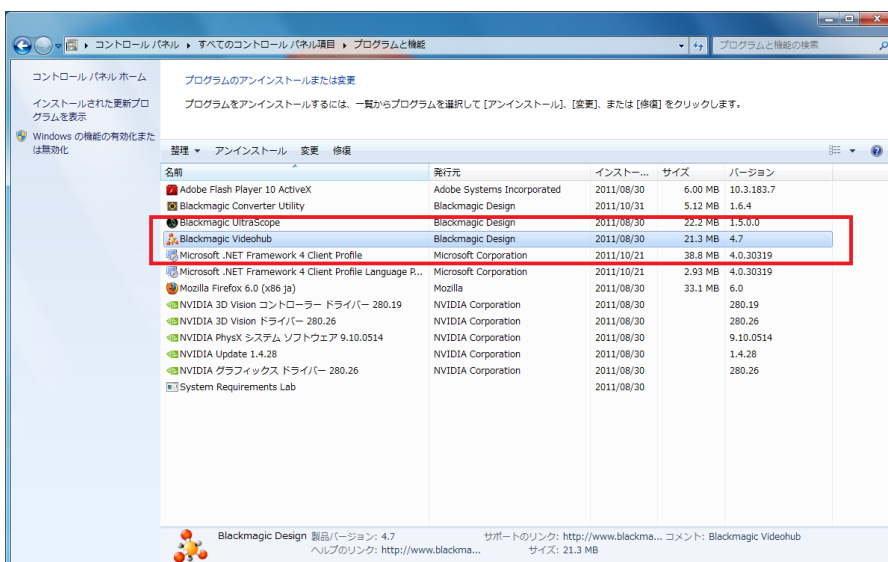 コントロール パネル ▸ すべてのコントロール パネル項目 ▸ プログラムと機能
プログラムと機能の検索
コントロール パネル ホーム
インストールされた更新プロ
グラムを表示
Windows の機能の有効化また
は無効化
プログラムのアンインストールまたは変更
プログラムをアンインストールするには、一覧からプログラムを選択して [アンインストール]、[変更]、または [修復] をクリックします。
整理 アンインストール 変更 修復
名前 発行元 インストー... サイズ バージョン
Adobe Flash Player 10 ActiveX Adobe Systems Incorporated 2011/08/30 6.00 MB 10.3.183.7
Blackmagic Converter Utility Blackmagic Design 2011/10/31 5.12 MB 1.6.4
Blackmagic UltraScope Blackmagic Design 2011/08/30 22.2 MB 1.5.0.0
Blackmagic Videohub Blackmagic Design 2011/08/30 21.3 MB 4.7
Microsoft .NET Framework 4 Client Profile Microsoft Corporation 2011/10/21 38.8 MB 4.0.30319
Microsoft .NET Framework 4 Client Profile Language P... Microsoft Corporation 2011/10/21 2.93 MB 4.0.30319
Mozilla Firefox 6.0 (x86 ja) Mozilla 2011/08/30 33.1 MB 6.0
NVIDIA 3D Vision コントローラー ドライバー 280.19 NVIDIA Corporation 2011/08/30 280.19
NVIDIA 3D Vision ドライバー 280.26 NVIDIA Corporation 2011/08/30 280.26
NVIDIA PhysX システム ソフトウェア 9.10.0514 NVIDIA Corporation 2011/08/30 9.10.0514
NVIDIA Update 1.4.28 NVIDIA Corporation 2011/08/30 1.4.28
NVIDIA グラフィックス ドライバー 280.26 NVIDIA Corporation 2011/08/30 280.26
System Requirements Lab 2011/08/30
Blackmagic Design 製品バージョン: 4.7 サポートのリンク: http://www.blackma... コメント: Blackmagic Videohub
ヘルプのリンク: http://www.blackma... サイズ: 21.3 MB